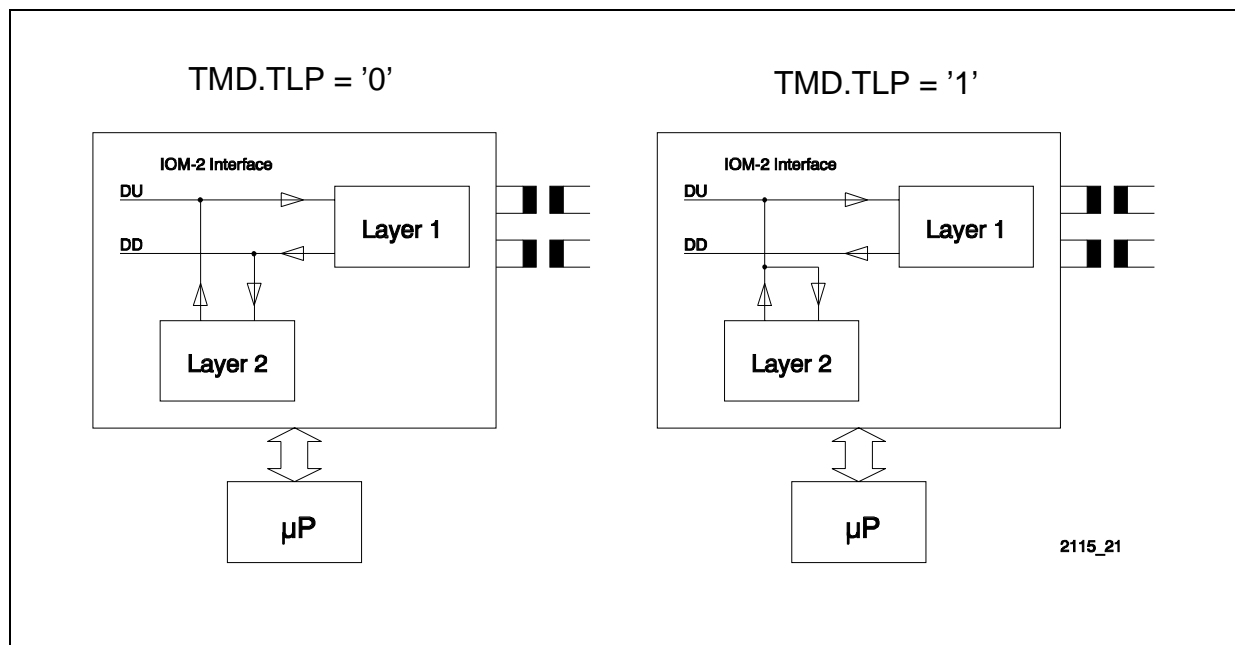 TMD.TLP = ’0’
IOM-2 Interface
DU
DD
Layer 1
Layer 2
µP
TMD.TLP = ’1’
IOM-2 Interface
DU
DD
Layer 1
Layer 2
µP
2115_21